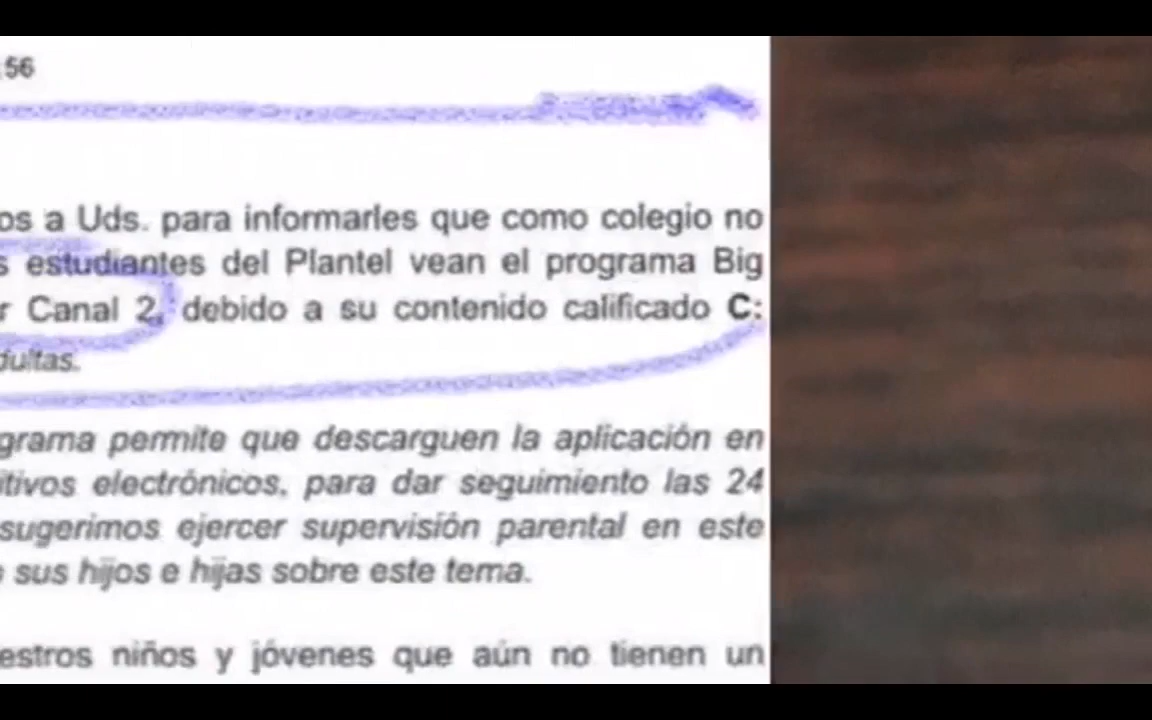 56
os a Uds. para informarles que como colegio no
s estudiantes del Plantel vean el programa Big
r Canal 2, debido a su contenido calificado C:
dultas.
grama permite que descarguen la aplicación en
itivos electrónicos, para dar seguimiento las 24
sugerimos ejercer supervisión parental en este
sus hijos e hijas sobre este tema.
estros niños y jóvenes que aún no tienen un